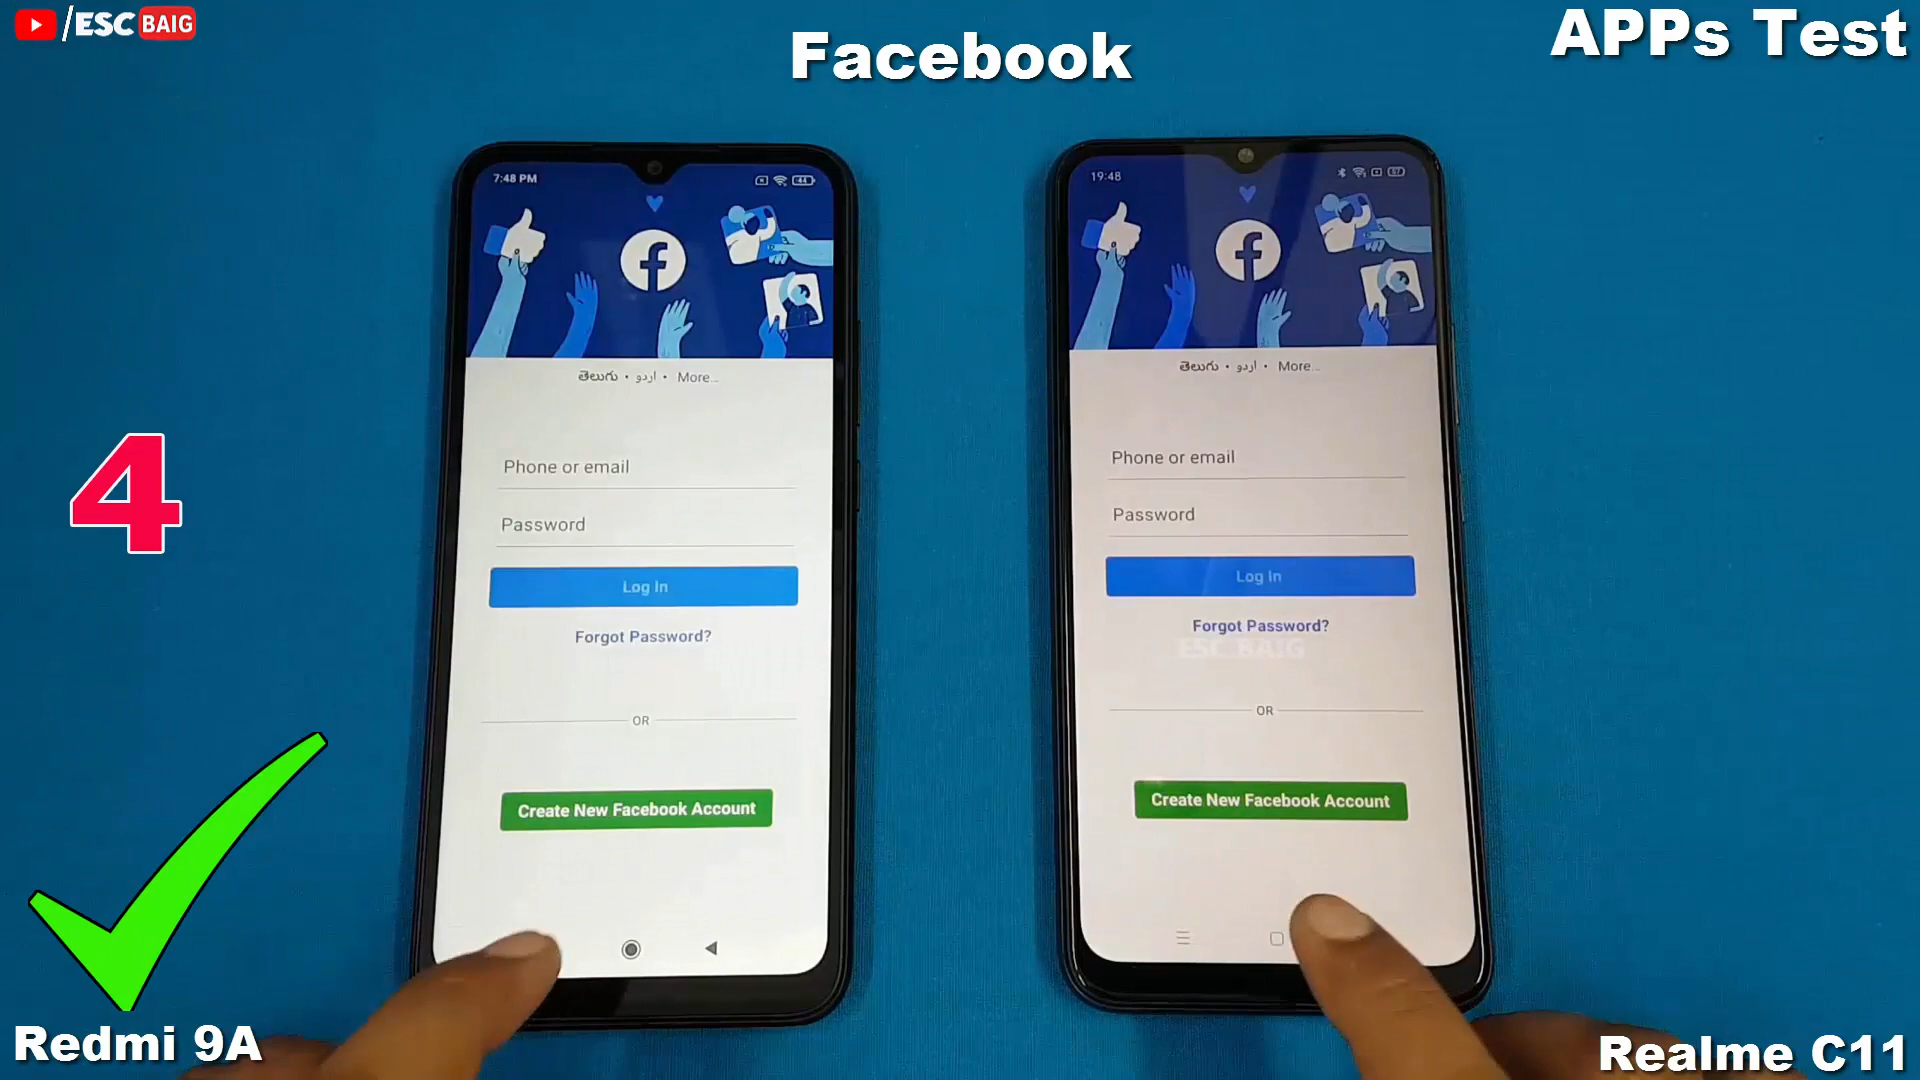 /ESC BAIG
Facebook
APPs Test
7:48 PM
44
తెలుగు • اردو • More...
Phone or email
Password
Log In
Forgot Password?
OR
Create New Facebook Account
19:48
57
తెలుగు • اردو • More...
Phone or email
Password
Log In
Forgot Password?
ESC BAIG
OR
Create New Facebook Account
4
Redmi 9A
Realme C11